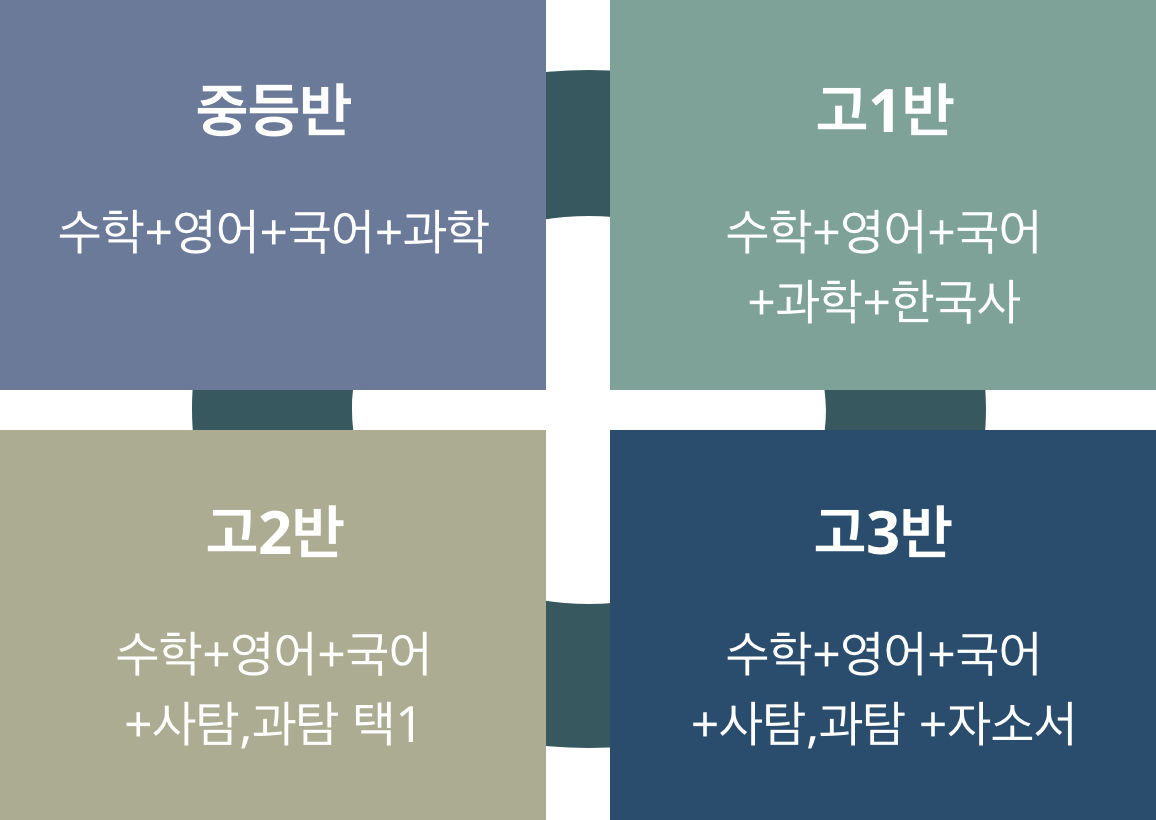 중등반
수학+영어+국어+과학
고1반
수학+영어+국어
+과학+한국사
고2반
수학+영어+국어
+사탐,과탐 택1
고3반
수학+영어+국어
+사탐,과탐 +자소서